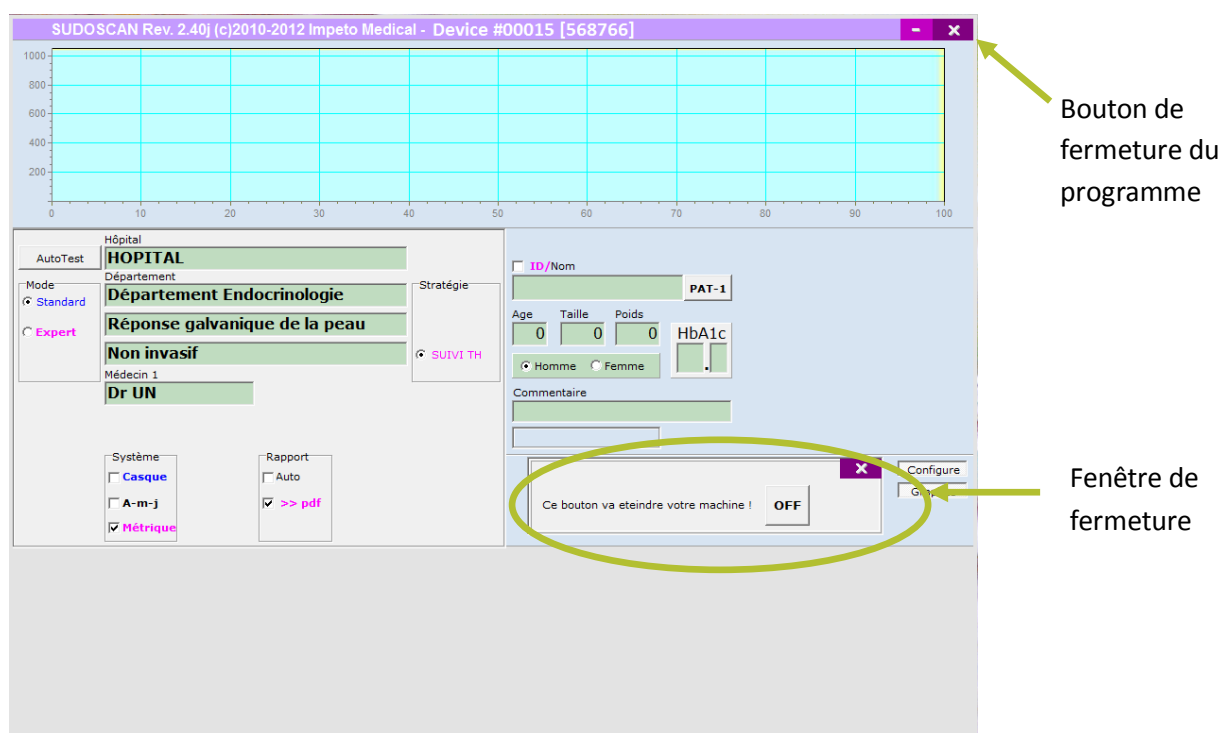 SUDOSCAN Rev. 2.40j (c)2010-2012 Impeto Medical - Device #00015 [568766]
1000
800
600
400
200
0 10 20 30 40 50 60 70 80 90 100
Bouton de
fermeture du
programme
AutoTest
Hôpital
HOPITAL
Département
Département Endocrinologie
Réponse galvanique de la peau
Non invasif
Médecin 1
Dr UN
Mode
Standard
Expert
Stratégie
SUIVI TH
Système
Casque
A-m-j
Métrique
Rapport
Auto
>> pdf
ID/Nom
PAT-1
Age Taille Poids
0 0 0
HbA1c
.
Homme Femme
Commentaire
Ce bouton va eteindre votre machine !
OFF
Configure
Fenêtre de
fermeture